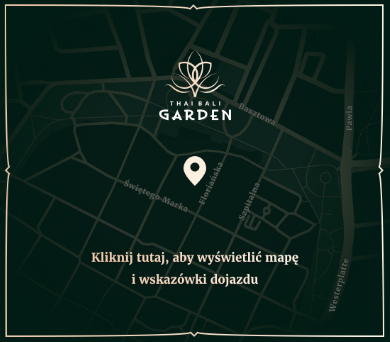 THAI BALI
GARDEN
Basztowa
Pawia
Świętego Marka
Floriańska
Szpitalna
Kliknij tutaj, aby wyświetlić mapę
i wskazówki dojazdu
Westerplatte